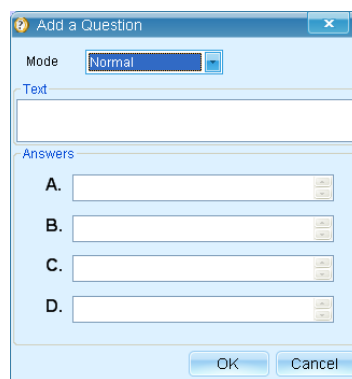 Add a Question
Mode Normal
Text
Answers
A.
B.
C.
D.
OK Cancel